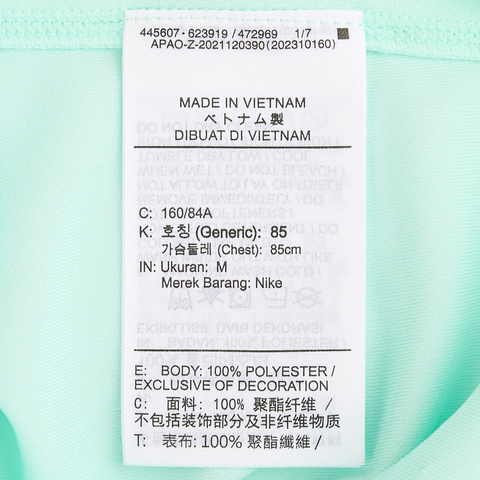 445607・623919 / 472969 1/7
APAO-Z-2021120390(202310160)
MADE IN VIETNAM
ベトナム製
DIBUAT DI VIETNAM
C: 160/84A
K: 호칭 (Generic): 85
가슴둘레 (Chest): 85cm
IN: Ukuran: M
Merek Barang: Nike
E: BODY: 100% POLYESTER /
EXCLUSIVE OF DECORATION
C: 面料: 100% 聚酯纤维 /
不包括装饰部分及非纤维物质
T: 表布: 100% 聚酯纖維 /